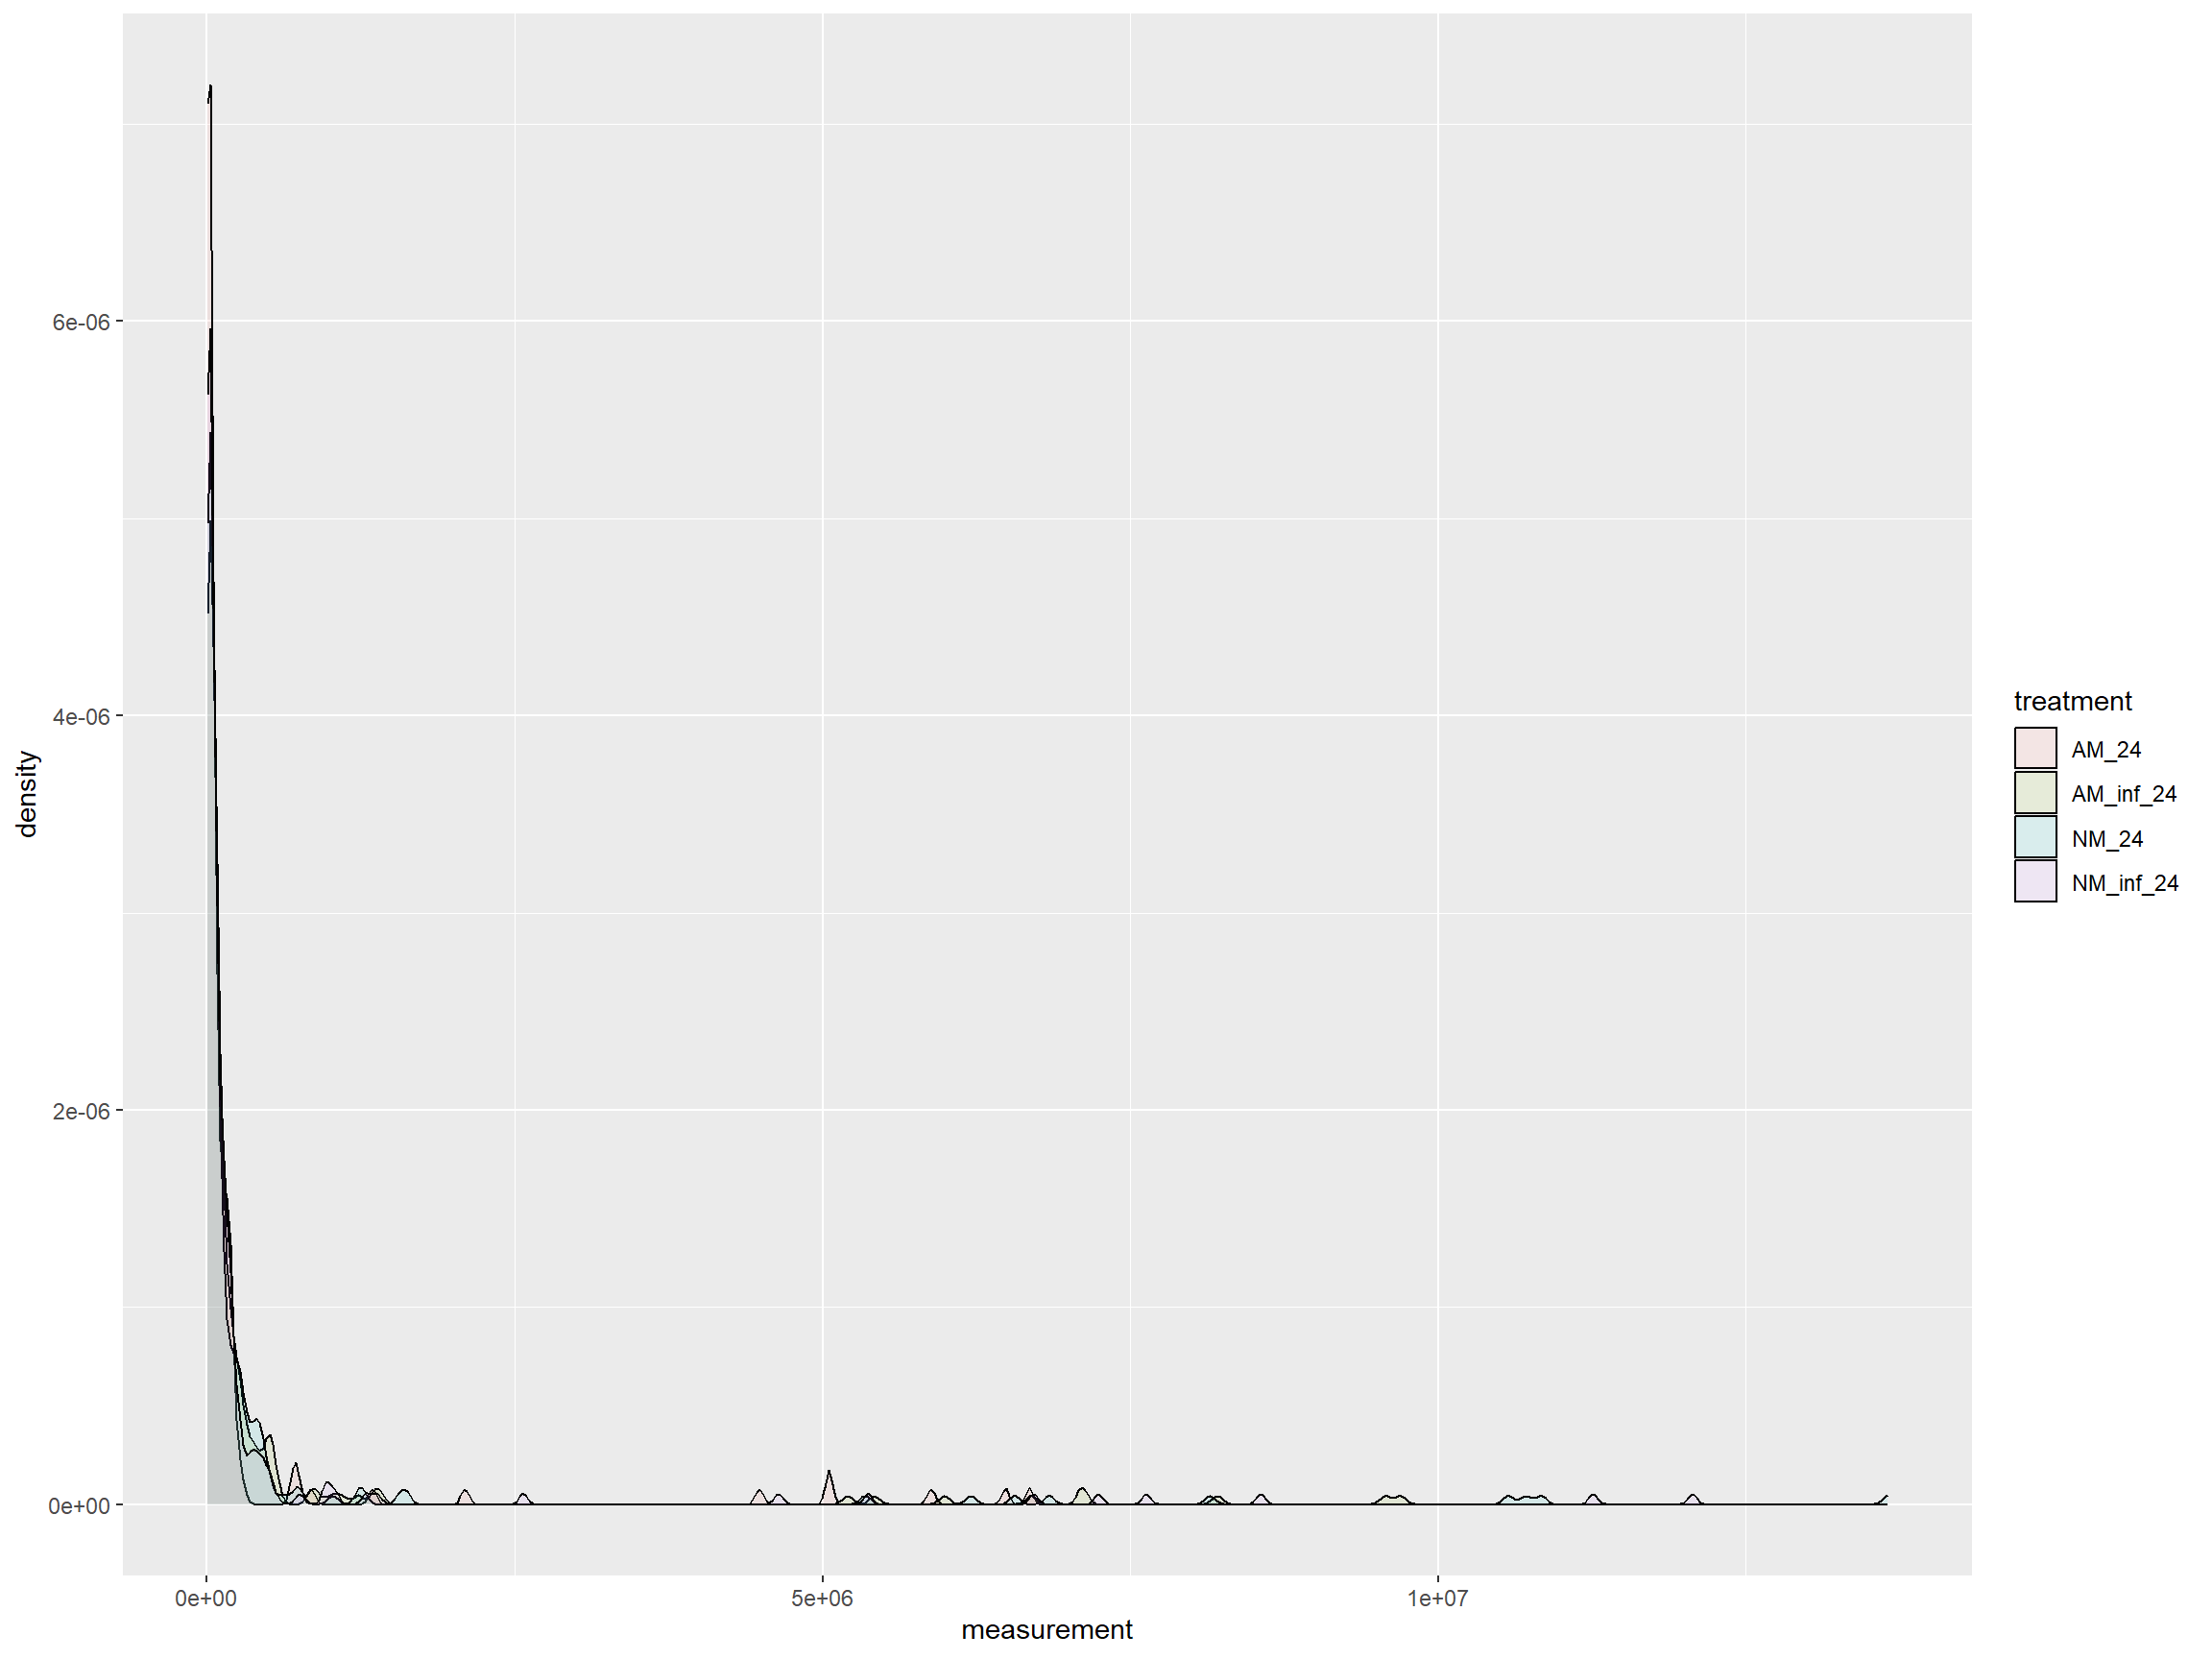 6e-06
4e-06
2e-06
0e+00
density
0e+00 5e+06 1e+07
measurement
treatment
AM_24
AM_inf_24
NM_24
NM_inf_24